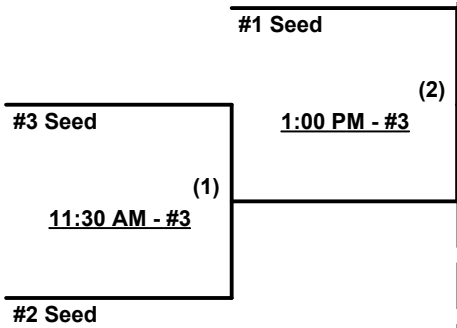 #1 Seed
(2)
#3 Seed
1:00 PM - #3
(1)
11:30 AM - #3
#2 Seed